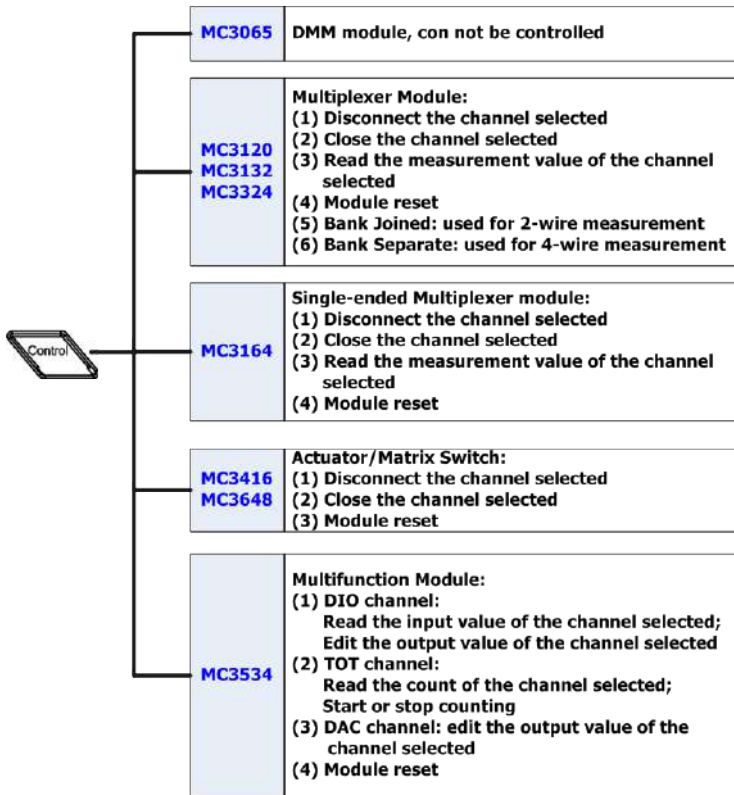 MC3065
DMM module, con not be controlled
MC3120
MC3132
MC3324
Multiplexer Module:
(1) Disconnect the channel selected
(2) Close the channel selected
(3) Read the measurement value of the channel
selected
(4) Module reset
(5) Bank Joined: used for 2-wire measurement
(6) Bank Separate: used for 4-wire measurement
Control
MC3164
Single-ended Multiplexer module:
(1) Disconnect the channel selected
(2) Close the channel selected
(3) Read the measurement value of the channel
selected
(4) Module reset
MC3416
MC3648
Actuator/Matrix Switch:
(1) Disconnect the channel selected
(2) Close the channel selected
(3) Module reset
MC3534
Multifunction Module:
(1) DIO channel:
Read the input value of the channel selected;
Edit the output value of the channel selected
(2) TOT channel:
Read the count of the channel selected;
Start or stop counting
(3) DAC channel: edit the output value of the
channel selected
(4) Module reset